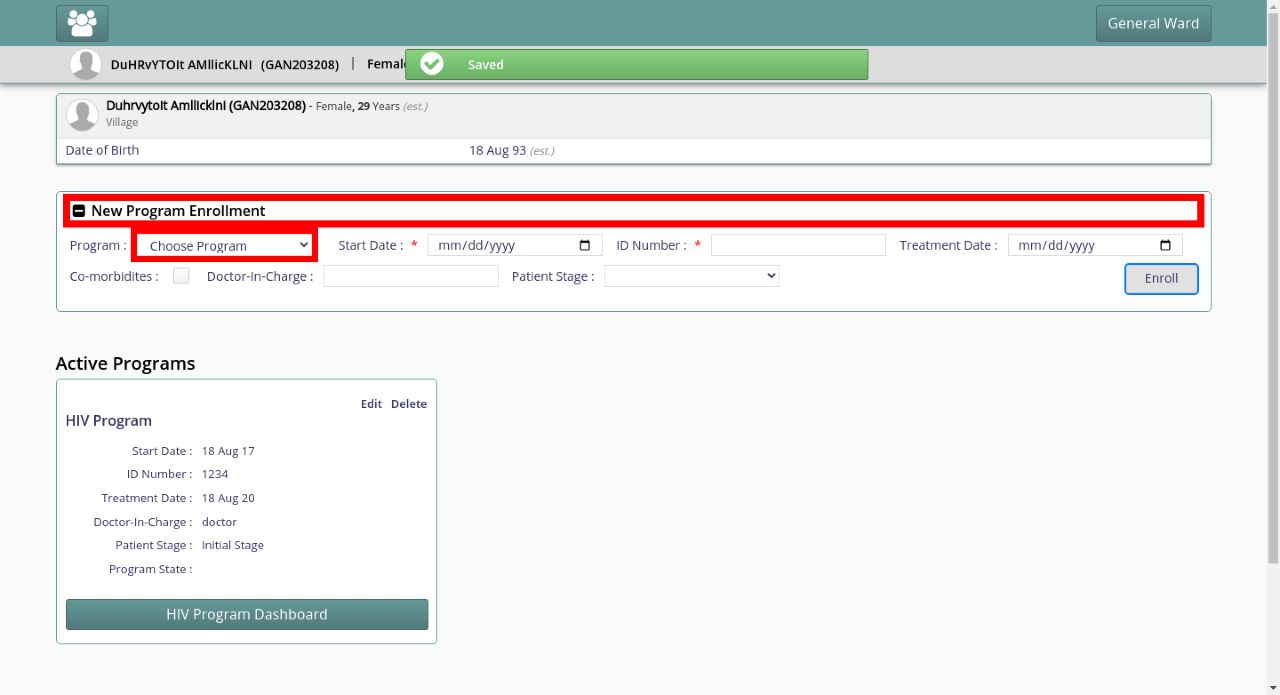 General Ward
DuHRvYTOIt AMIlicKLNI (GAN203208) | Female
Saved
Duhrvytoit Amliicklni (GAN203208) - Female, 29 Years (est.)
Village
Date of Birth 18 Aug 93 (est.)
New Program Enrollment
Program : Choose Program Start Date : * mm/dd/yyyy ID Number : * Treatment Date : mm/dd/yyyy
Co-morbidites : Doctor-In-Charge : Patient Stage : Enroll
Active Programs
Edit Delete
HIV Program
Start Date : 18 Aug 17
ID Number : 1234
Treatment Date : 18 Aug 20
Doctor-In-Charge : doctor
Patient Stage : Initial Stage
Program State :
HIV Program Dashboard